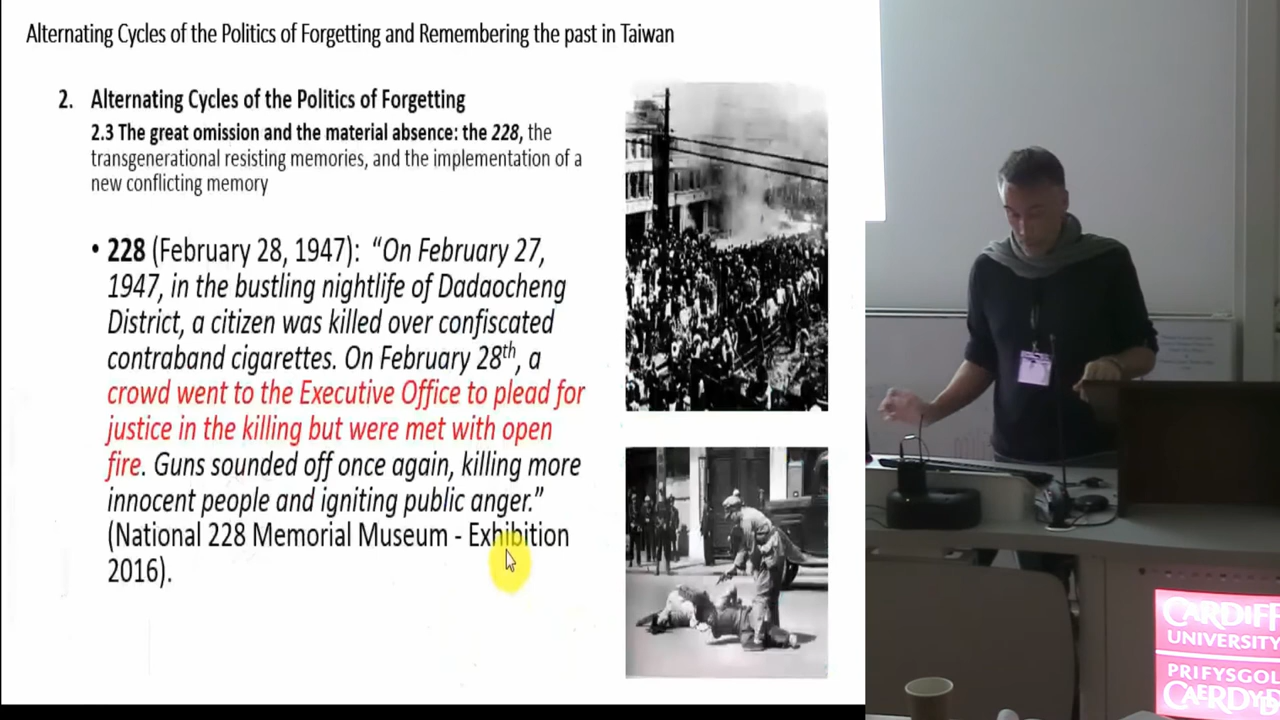 Alternating Cycles of the Politics of Forgetting and Remembering the past in Taiwan
2. Alternating Cycles of the Politics of Forgetting
2.3 The great omission and the material absence: the 228, the
transgenerational resisting memories, and the implementation of a
new conflicting memory
• 228 (February 28, 1947): “On February 27,
1947, in the bustling nightlife of Dadaocheng
District, a citizen was killed over confiscated
contraband cigarettes. On February 28th, a
crowd went to the Executive Office to plead for
justice in the killing but were met with open
fire. Guns sounded off once again, killing more
innocent people and igniting public anger.”
(National 228 Memorial Museum - Exhibition
2016).
CARDIFF
UNIVERSITY
PRIFYSGOL
CAERDYD